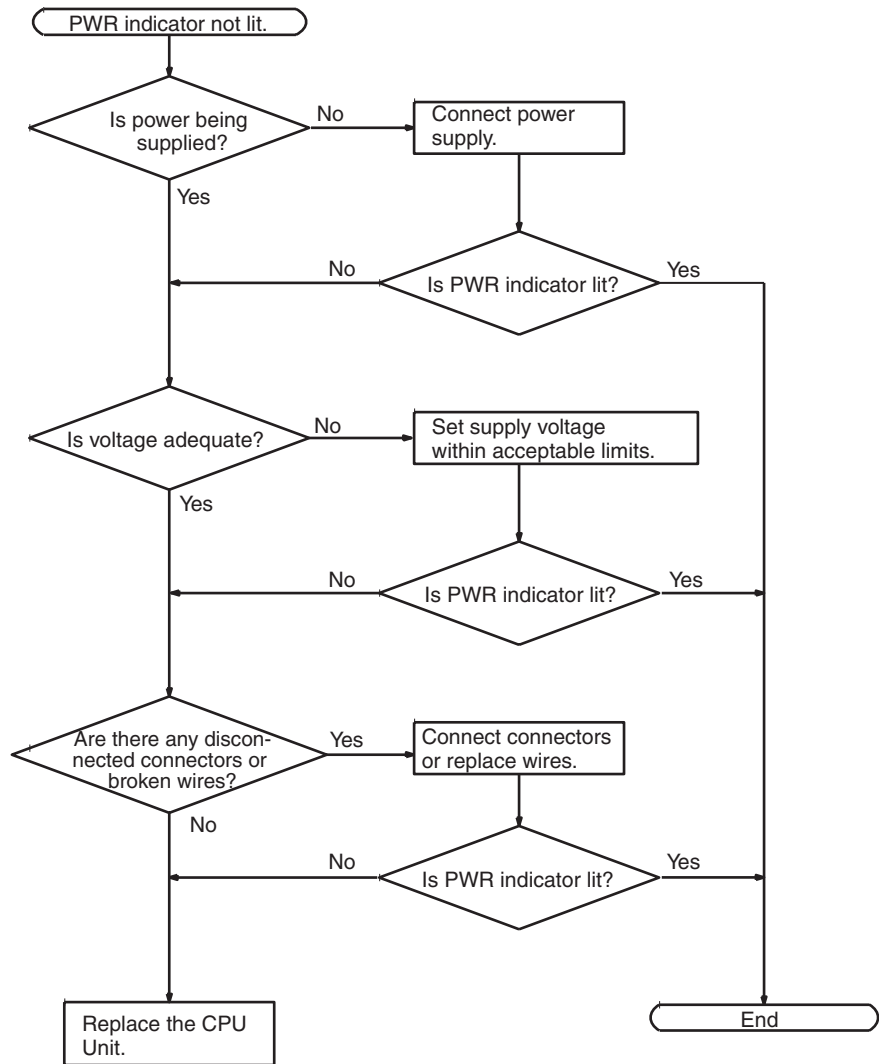 PWR indicator not lit.
Is power being
supplied?
No
Connect power
supply.
Yes
No
Is PWR indicator lit?
Yes
Is voltage adequate?
No
Set supply voltage
within acceptable limits.
Yes
No
Is PWR indicator lit?
Yes
Are there any discon-
nected connectors or
broken wires?
Yes
Connect connectors
or replace wires.
No
No
Is PWR indicator lit?
Yes
Replace the CPU
Unit.
End